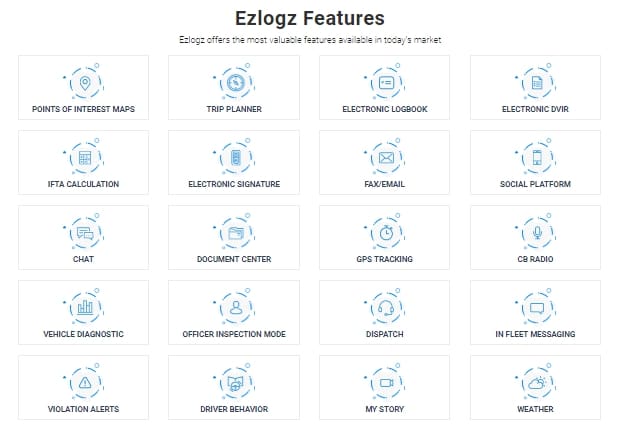 Ezlogz Features
Ezlogz offers the most valuable features available in today's market
POINTS OF INTEREST MAPS
TRIP PLANNER
ELECTRONIC LOGBOOK
ELECTRONIC DVIR
IFTA CALCULATION
ELECTRONIC SIGNATURE
FAX/EMAIL
SOCIAL PLATFORM
CHAT
DOCUMENT CENTER
GPS TRACKING
CB RADIO
VEHICLE DIAGNOSTIC
OFFICER INSPECTION MODE
DISPATCH
IN FLEET MESSAGING
VIOLATION ALERTS
DRIVER BEHAVIOR
MY STORY
WEATHER